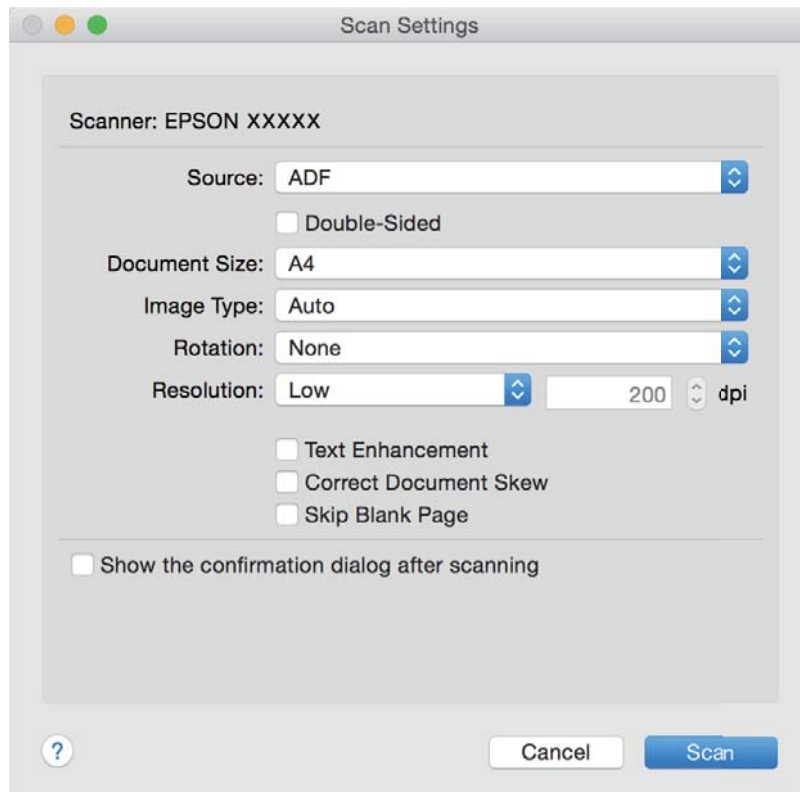 Scan Settings
Scanner: EPSON XXXXX
Source: ADF
Double-Sided
Document Size: A4
Image Type: Auto
Rotation: None
Resolution: Low 200 dpi
Text Enhancement
Correct Document Skew
Skip Blank Page
Show the confirmation dialog after scanning
? Cancel Scan